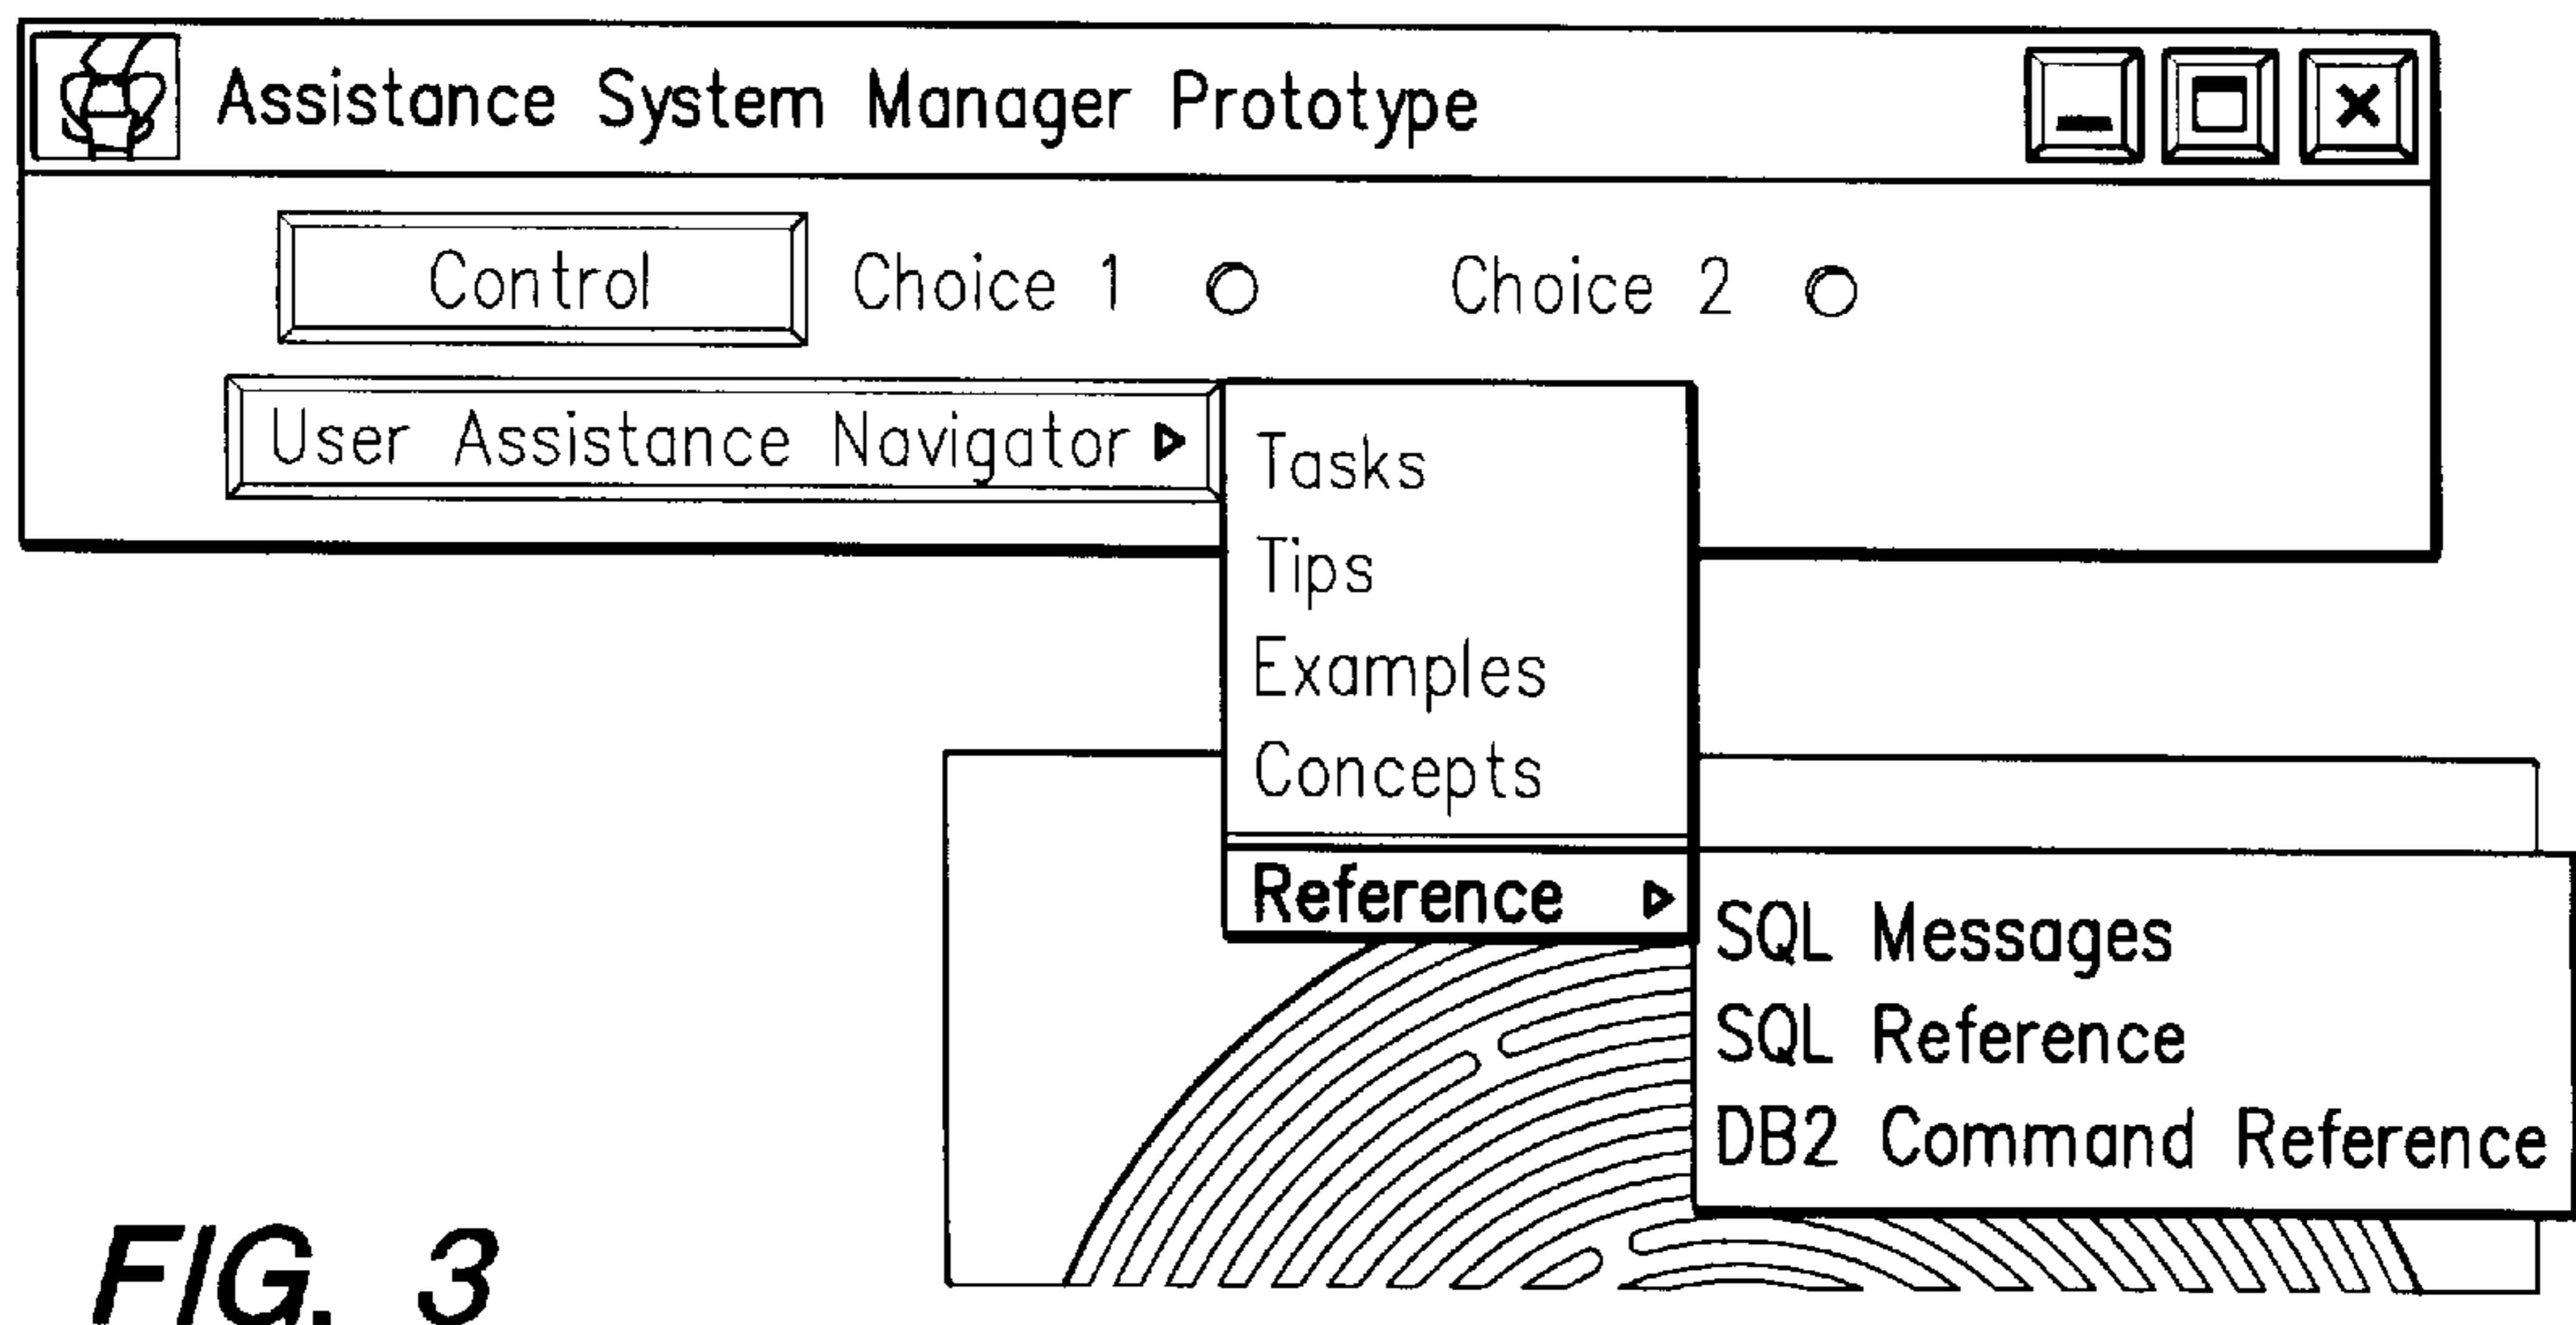 Assistance System Manager Prototype
Control Choice 1 Choice 2
User Assistance Navigator
Tasks
Tips
Examples
Concepts
Reference
SQL Messages
SQL Reference
DB2 Command Reference
FIG. 3